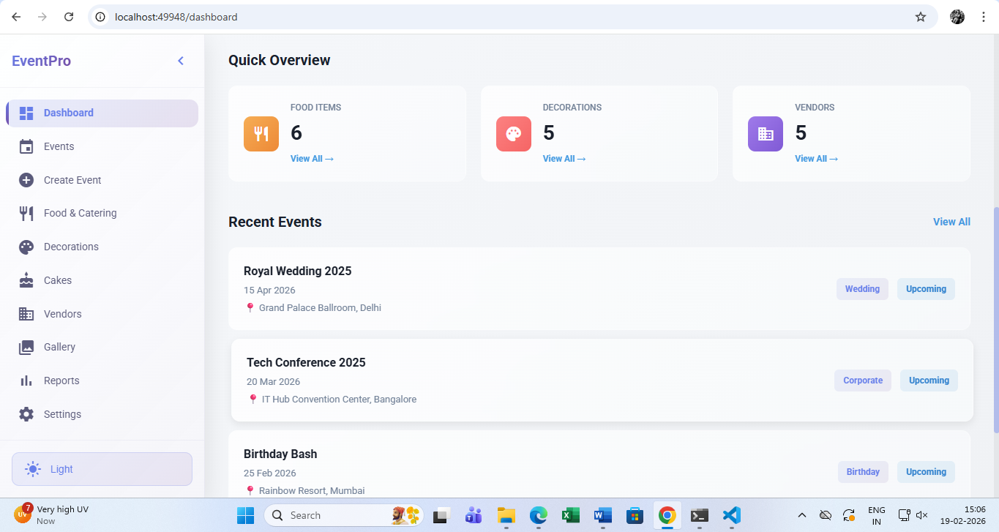 localhost:49948/dashboard
EventPro
Dashboard
Events
Create Event
Food & Catering
Decorations
Cakes
Vendors
Gallery
Reports
Settings
Light
Quick Overview
FOOD ITEMS
6
View All →
DECORATIONS
5
View All →
VENDORS
5
View All →
Recent Events
View All
Royal Wedding 2025
15 Apr 2026
Grand Palace Ballroom, Delhi
Wedding
Upcoming
Tech Conference 2025
20 Mar 2026
IT Hub Convention Center, Bangalore
Corporate
Upcoming
Birthday Bash
25 Feb 2026
Rainbow Resort, Mumbai
Birthday
Upcoming
UV
7
Very high UV
Now
Search
ENG
IN
15:06
19-02-2026